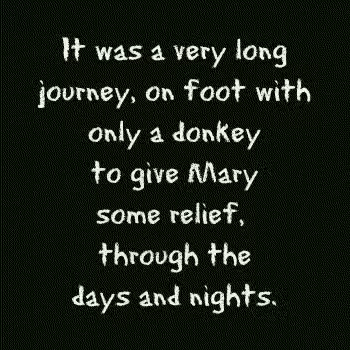 It was a very long
journey, on foot with
only a donkey
to give Mary
some relief,
through the
days and nights.